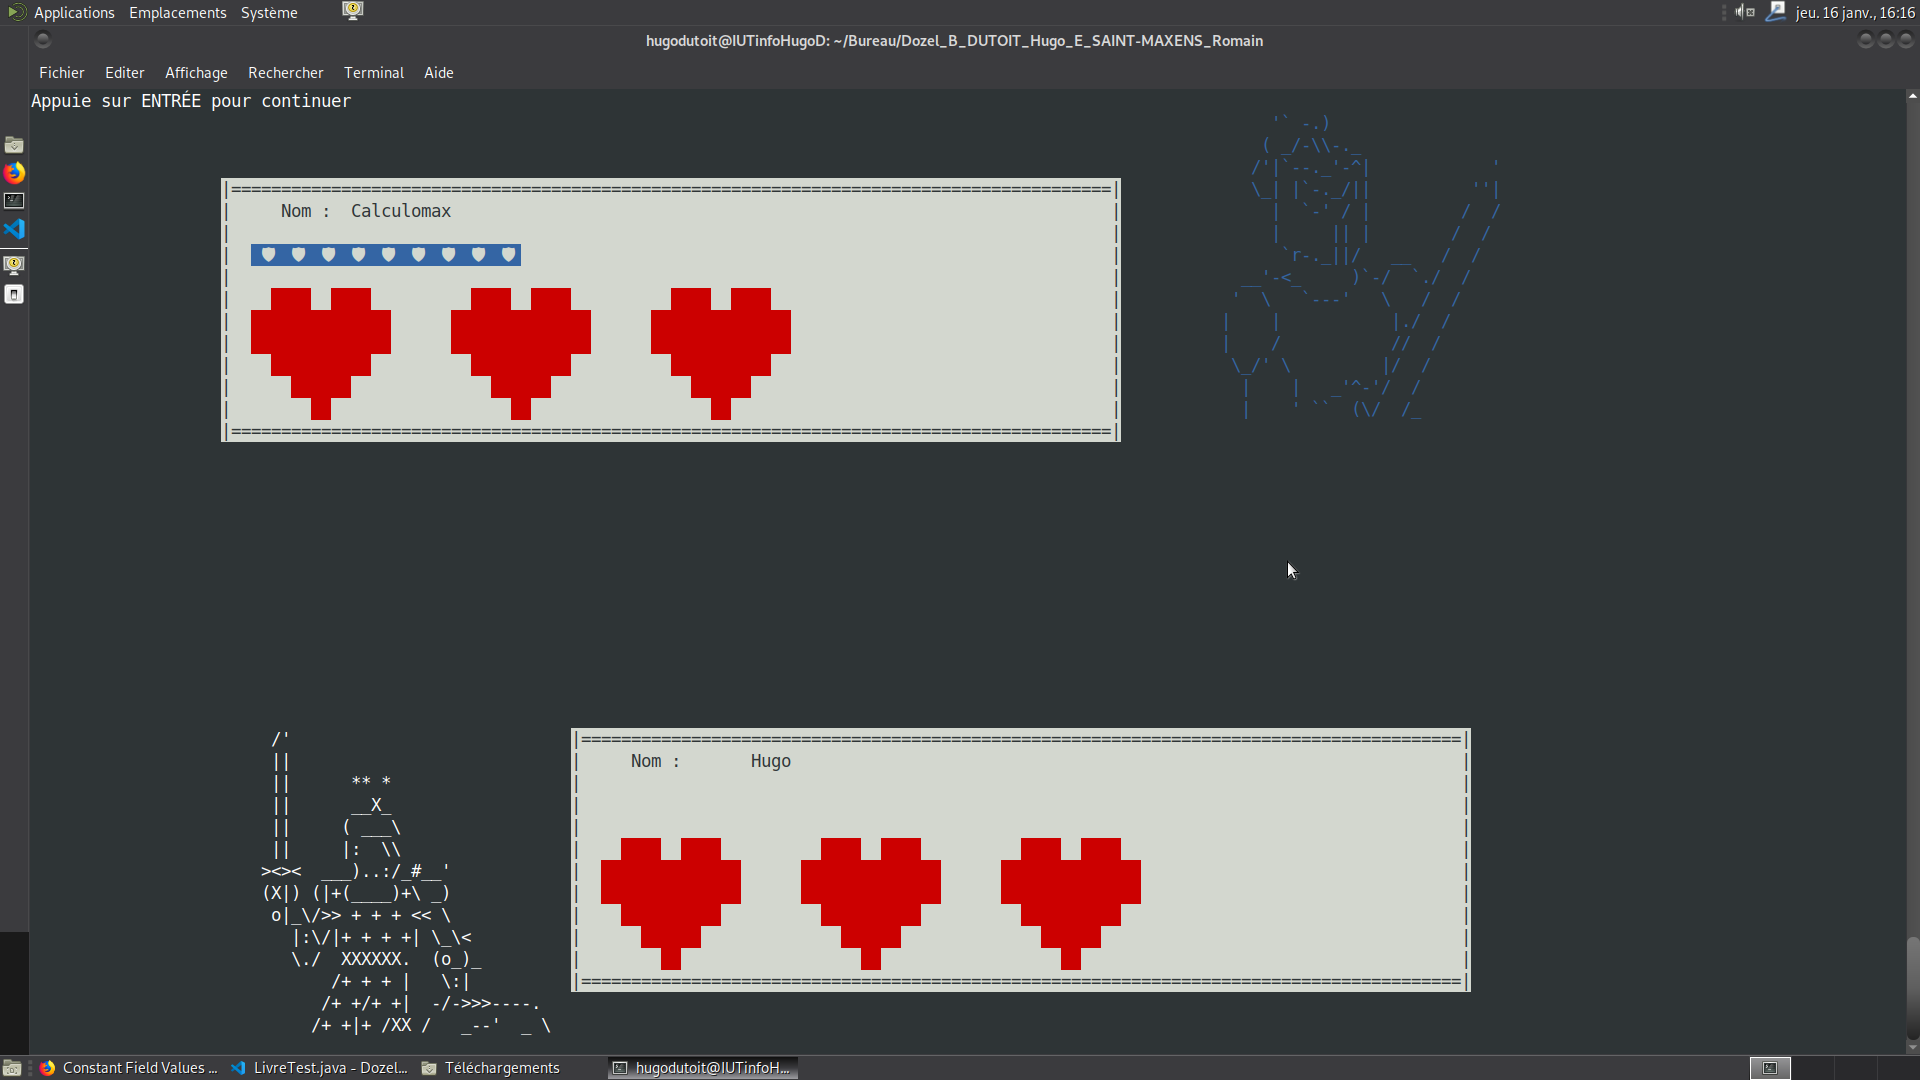 Applications Emplacements Système
jeu. 16 janv., 16:16
hugodutoit@IUTinfoHugoD: ~/Bureau/Dozel_B_DUTOIT_Hugo_E_SAINT-MAXENS_Romain
Fichier Editer Affichage Rechercher Terminal Aide
Appuie sur ENTRÉE pour continuer
Nom : Calculomax
Nom : Hugo
Constant Field Values ... LivreTest.java - Dozel... Téléchargements hugodutoit@IUTinfoH...